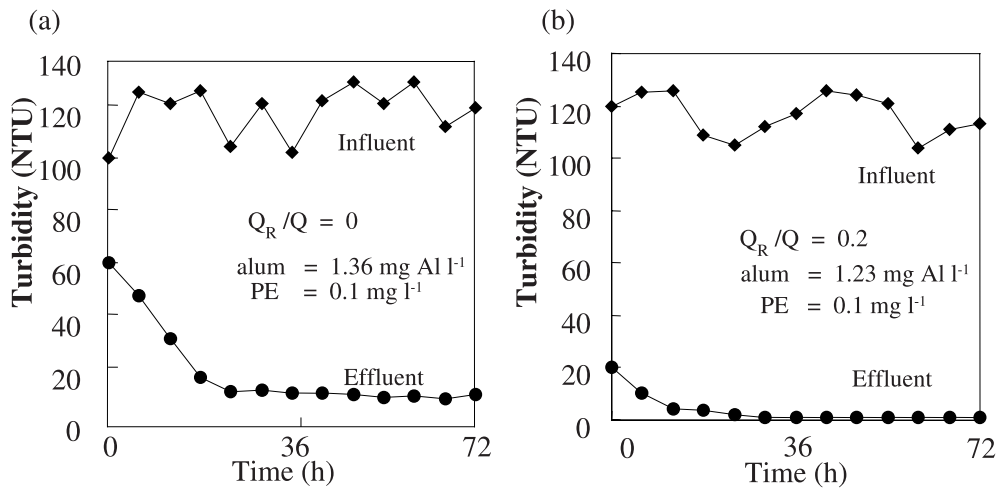 (a)
140
120
100
80
60
40
20
0
Turbidity (NTU)
Influent
Q_R /Q = 0
alum = 1.36 mg Al l⁻¹
PE = 0.1 mg l⁻¹
Effluent
0 36 72
Time (h)
(b)
140
120
100
80
60
40
20
0
Turbidity (NTU)
Influent
Q_R /Q = 0.2
alum = 1.23 mg Al l⁻¹
PE = 0.1 mg l⁻¹
Effluent
0 36 72
Time (h)